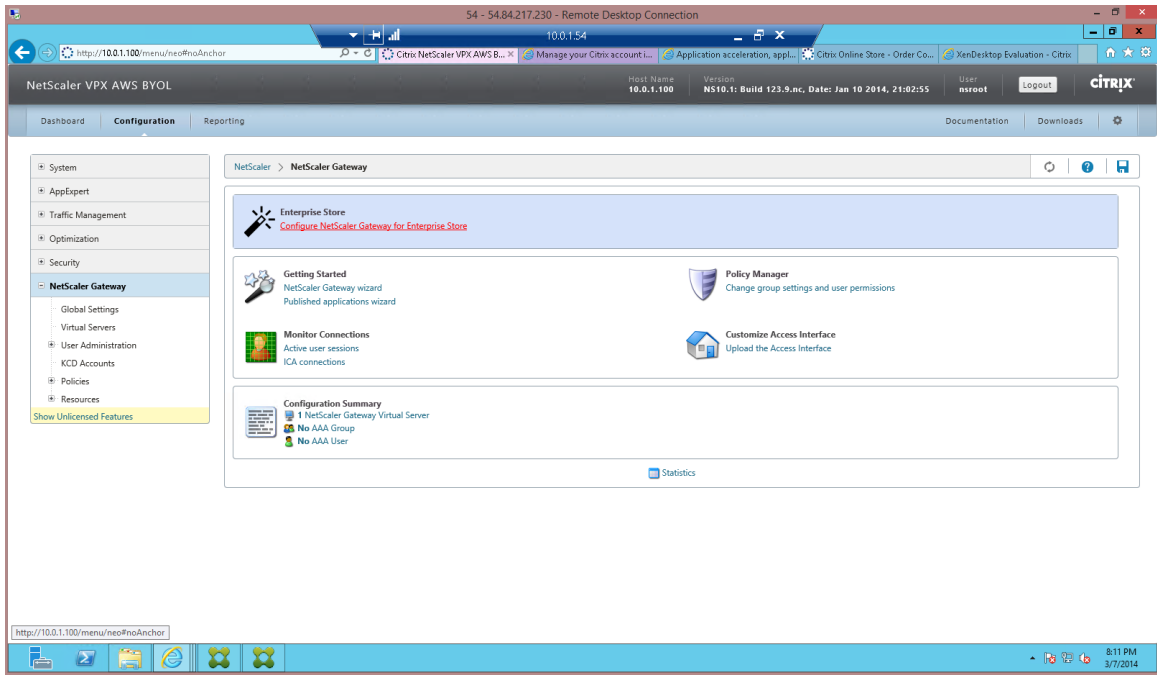 54 - 54.84.217.230 - Remote Desktop Connection
10.0.1.54
http://10.0.1.100/menu/neo#noAnchor
Citrix NetScaler VPX AWS B...
Manage your Citrix account i...
Application acceleration, appl...
Citrix Online Store - Order Co...
XenDesktop Evaluation - Citrix
NetScaler VPX AWS BYOL
Host Name
10.0.1.100
Version
NS10.1: Build 123.9.nc, Date: Jan 10 2014, 21:02:55
User
nsroot
Logout
CITRIX
Dashboard
Configuration
Reporting
Documentation
Downloads
System
AppExpert
Traffic Management
Optimization
Security
NetScaler Gateway
Global Settings
Virtual Servers
User Administration
KCD Accounts
Policies
Resources
Show Unlicensed Features
NetScaler > NetScaler Gateway
Enterprise Store
Configure NetScaler Gateway for Enterprise Store
Getting Started
NetScaler Gateway wizard
Published applications wizard
Policy Manager
Change group settings and user permissions
Monitor Connections
Active user sessions
ICA connections
Customize Access Interface
Upload the Access Interface
Configuration Summary
1 NetScaler Gateway Virtual Server
No AAA Group
No AAA User
Statistics
http://10.0.1.100/menu/neo#noAnchor
8:11 PM
3/7/2014